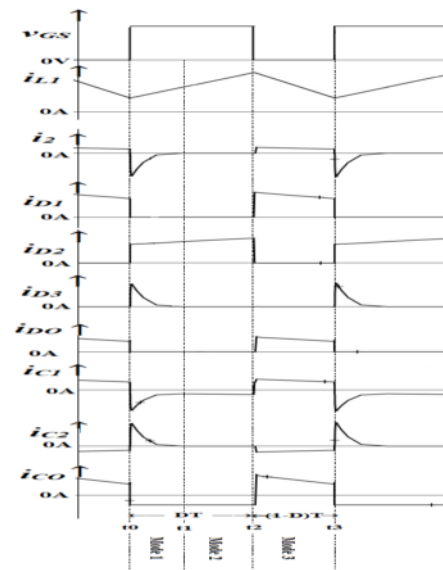 vGS
0V
iL1
0A
i2
0A
iD1
0A
iD2
0A
iD3
0A
iDO
0A
iC1
0A
iC2
0A
iCO
0A
DT
(1-D)T
t0 t1 t2 t3
Mode 1
Mode 2
Mode 3